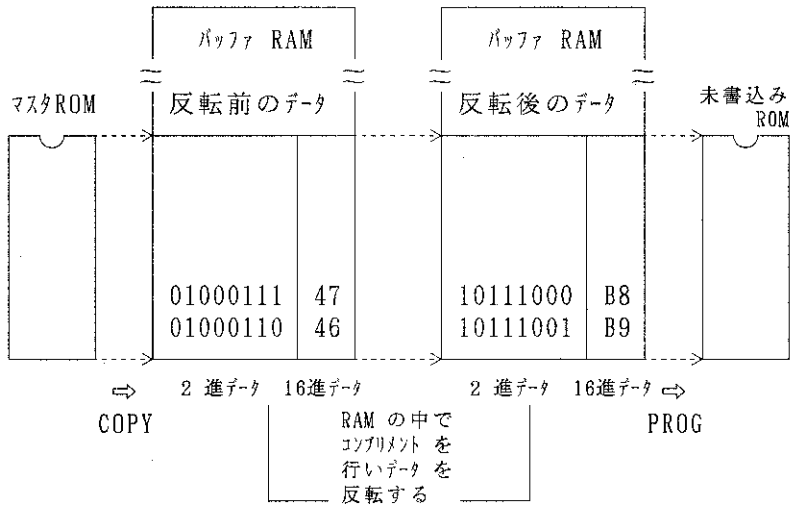 バッファ RAM
バッファ RAM
マスタROM
反転前のデータ
反転後のデータ
未書込み
ROM
01000111 47
10111000 B8
01000110 46
10111001 B9
⇨
2 進データ 16進データ
2 進データ 16進データ ⇨
COPY
RAM の中で
PROG
コンプリメント を
行いデータ を
反転する